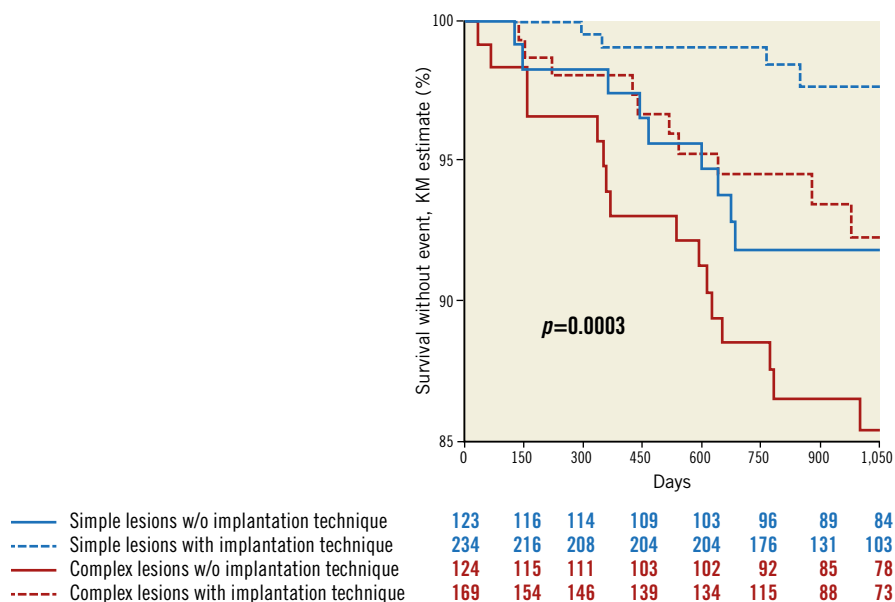 100
95
90
85
Survival without event, KM estimate (%)
p=0.0003
0 150 300 450 600 750 900 1,050
Days
Simple lesions w/o implantation technique 123 116 114 109 103 96 89 84
Simple lesions with implantation technique 234 216 208 204 204 176 131 103
Complex lesions w/o implantation technique 124 115 111 103 102 92 85 78
Complex lesions with implantation technique 169 154 146 139 134 115 88 73